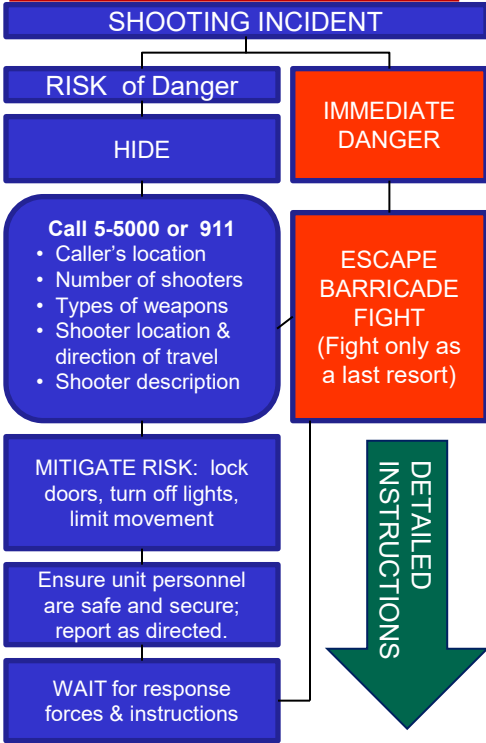 SHOOTING INCIDENT
RISK of Danger
HIDE
Call 5-5000 or 911
• Caller's location
• Number of shooters
• Types of weapons
• Shooter location &
direction of travel
• Shooter description
MITIGATE RISK: lock
doors, turn off lights,
limit movement
Ensure unit personnel
are safe and secure;
report as directed.
WAIT for response
forces & instructions
IMMEDIATE
DANGER
ESCAPE
BARRICADE
FIGHT
(Fight only as
a last resort)
DETAILED
INSTRUCTIONS